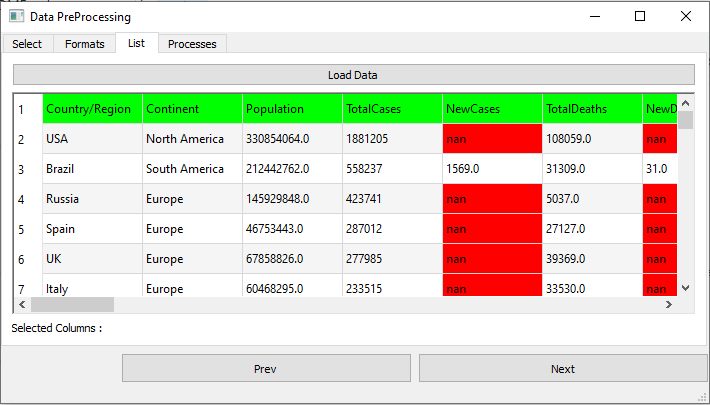 Data PreProcessing
Select Formats List Processes
Load Data
1 Country/Region Continent Population TotalCases NewCases TotalDeaths NewD
2 USA North America 330854064.0 1881205 nan 108059.0 nan
3 Brazil South America 212442762.0 558237 1569.0 31309.0 31.0
4 Russia Europe 145929848.0 423741 nan 5037.0 nan
5 Spain Europe 46753443.0 287012 nan 27127.0 nan
6 UK Europe 67858826.0 277985 nan 39369.0 nan
7 Italy Europe 60468295.0 233515 nan 33530.0 nan
Selected Columns :
Prev Next